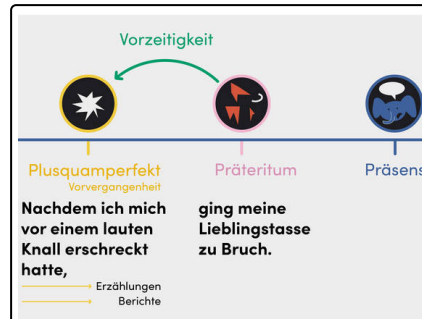 Vorzeitigkeit
Plusquamperfekt
Vorvergangenheit
Nachdem ich mich
vor einem lauten
Knall erschreckt
hatte,
Erzählungen
Berichte
Präteritum
ging meine
Lieblingstasse
zu Bruch.
Präsens